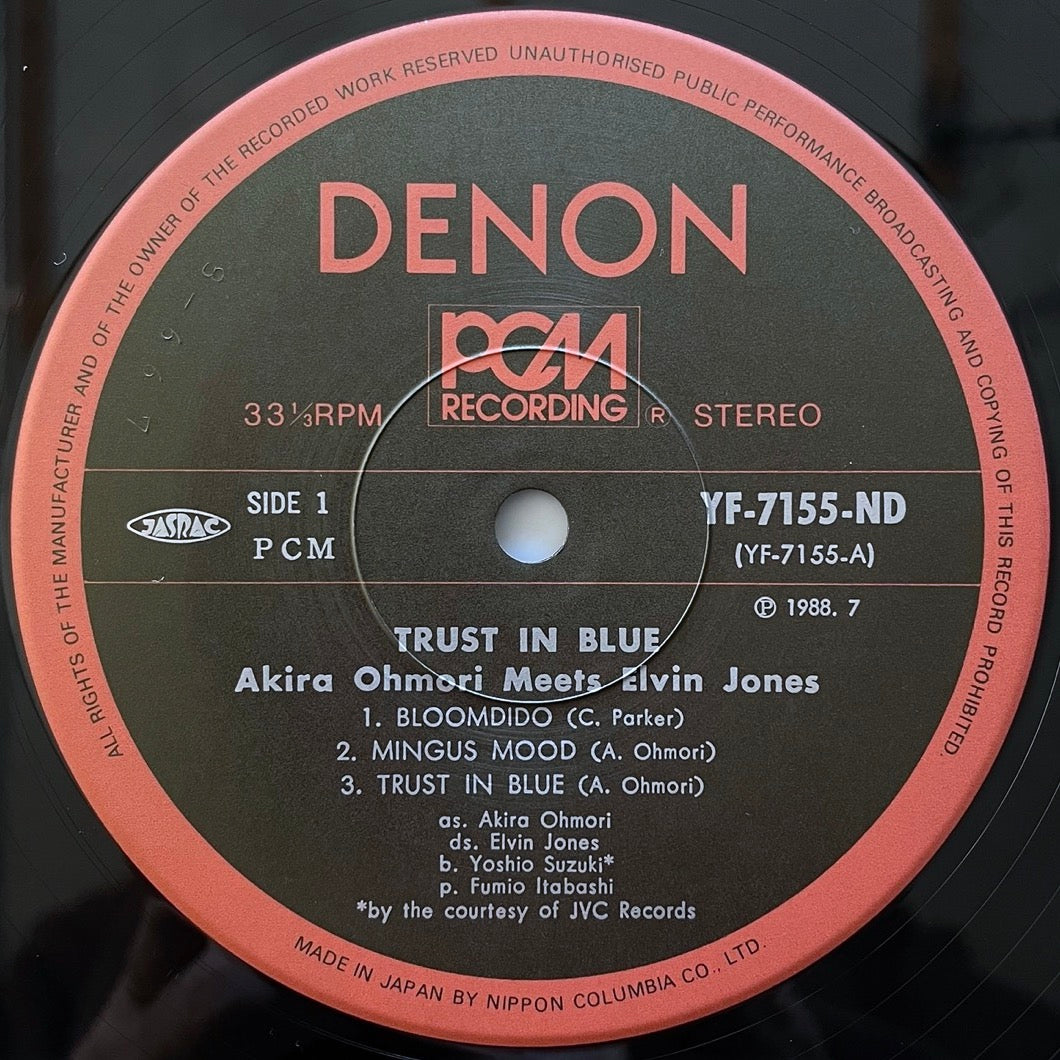 ALL RIGHTS OF THE MANUFACTURER AND OF THE OWNER OF THE RECORDED WORK RESERVED UNAUTHORISED PUBLIC PERFORMANCE BROADCASTING AND COPYING OF THIS RECORD PROHIBITED.
DENON
PCM
RECORDING
33⅓RPM ® STEREO
SIDE 1 YF-7155-ND
JASRAC
PCM (YF-7155-A)
℗ 1988. 7
TRUST IN BLUE
Akira Ohmori Meets Elvin Jones
1. BLOOMDIDO (C. Parker)
2. MINGUS MOOD (A. Ohmori)
3. TRUST IN BLUE (A. Ohmori)
as. Akira Ohmori
ds. Elvin Jones
b. Yoshio Suzuki*
p. Fumio Itabashi
*by the courtesy of JVC Records
MADE IN JAPAN BY NIPPON COLUMBIA CO., LTD.